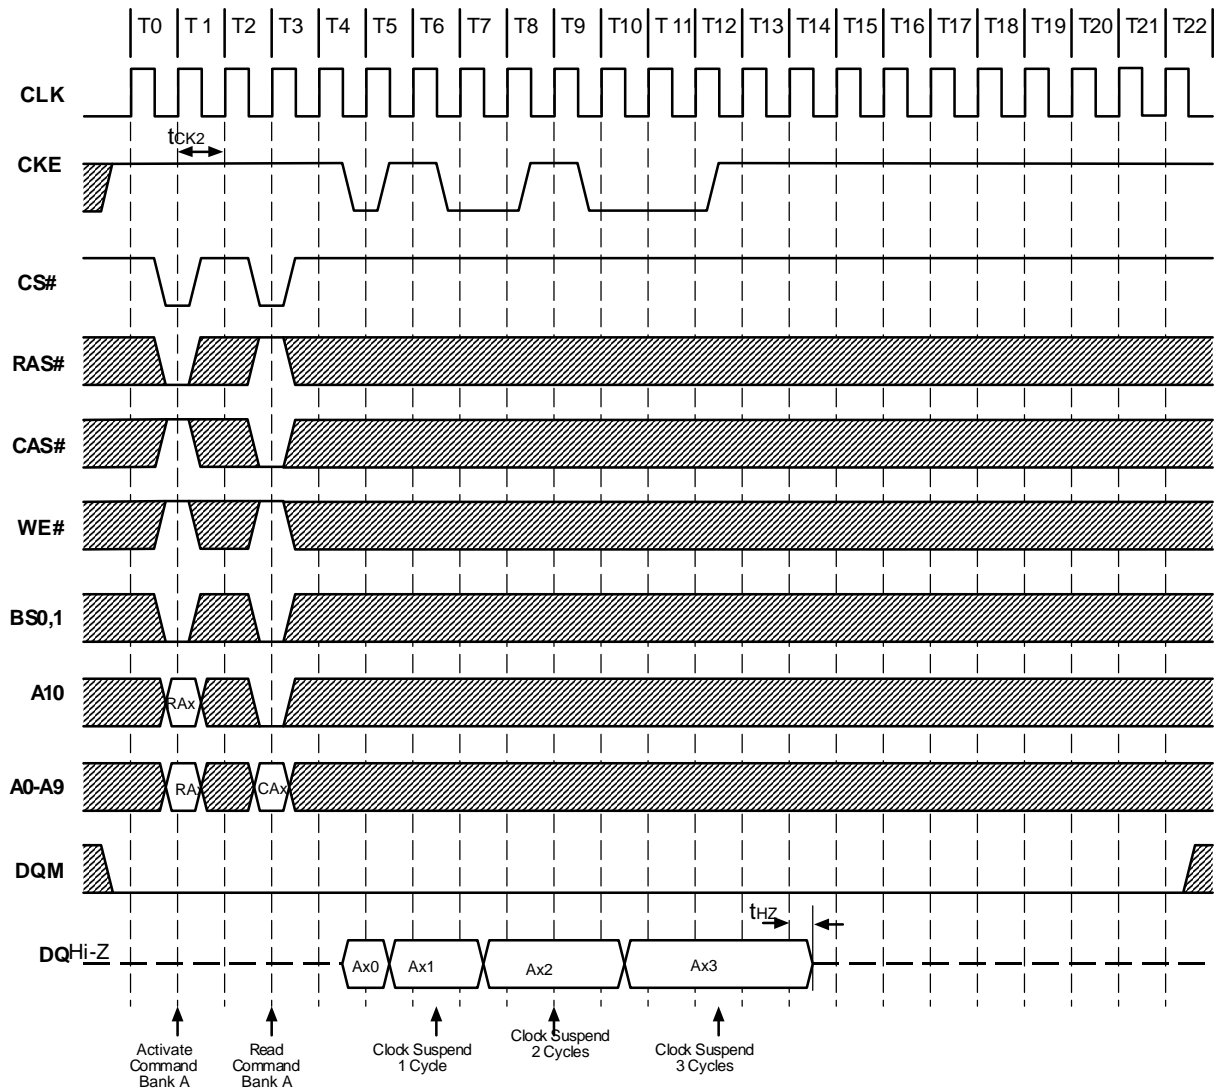 T0 T 1 T2 T3 T4 T5 T6 T7 T8 T9 T10 T 11 T12 T13 T14 T15 T16 T17 T18 T19 T20 T21 T22
CLK
tCK2
CKE
CS#
RAS#
CAS#
WE#
BS0,1
A10
RAx
A0-A9
RAx
CAx
DQM
tHZ
DQ
Hi-Z
Ax0
Ax1
Ax2
Ax3
Activate
Command
Bank A
Read
Command
Bank A
Clock Suspend
1 Cycle
Clock Suspend
2 Cycles
Clock Suspend
3 Cycles